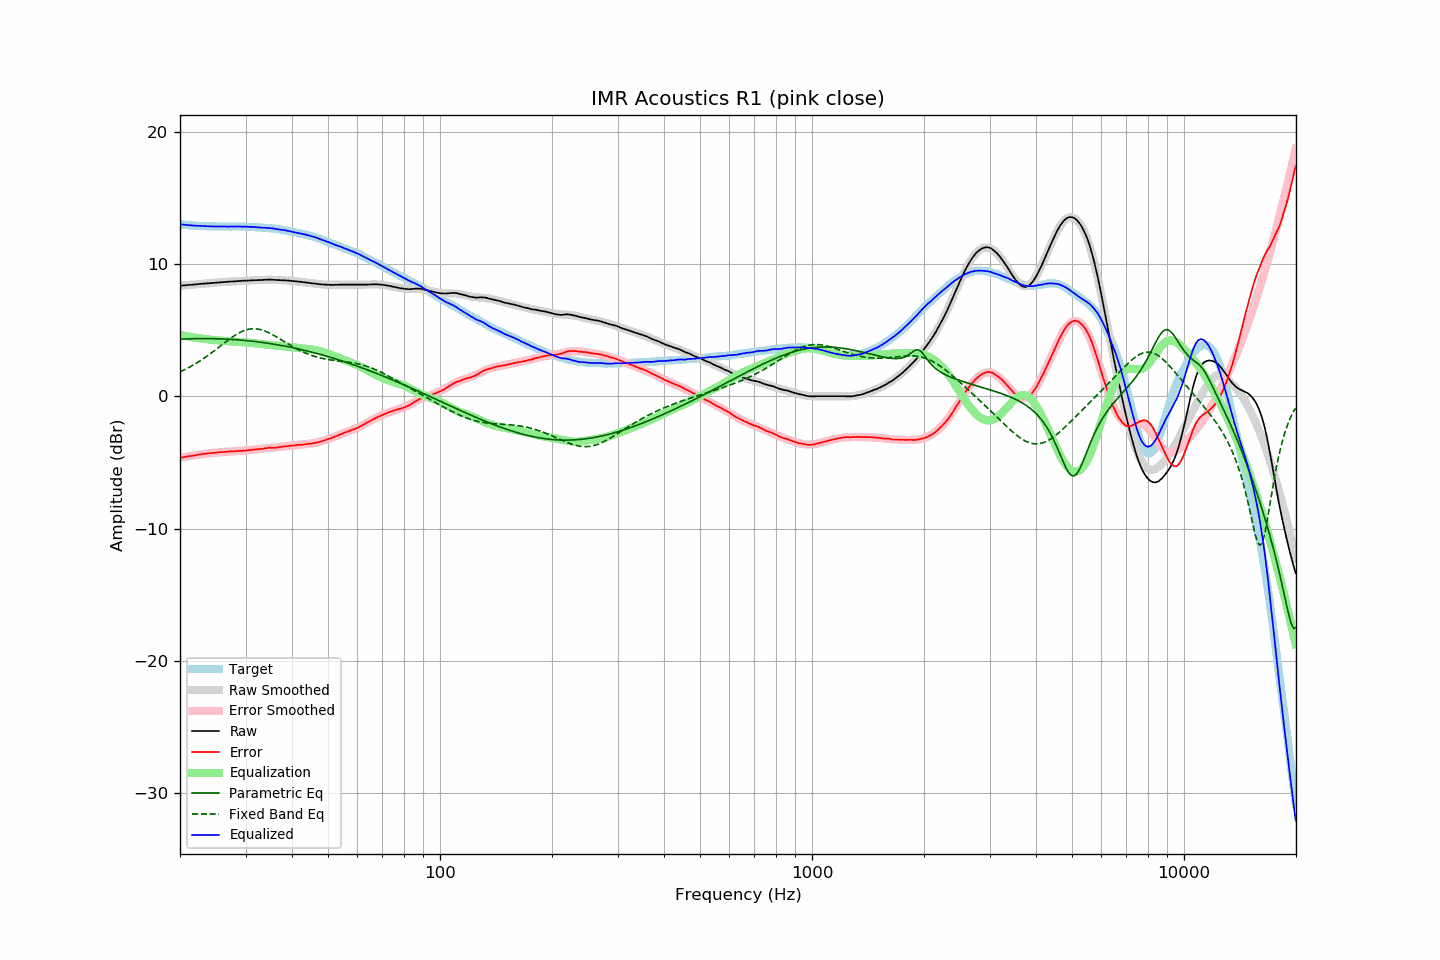 IMR Acoustics R1 (pink close)
20
10
0
−10
−20
−30
Amplitude (dBr)
Target
Raw Smoothed
Error Smoothed
Raw
Error
Equalization
Parametric Eq
Fixed Band Eq
Equalized
100
1000
10000
Frequency (Hz)